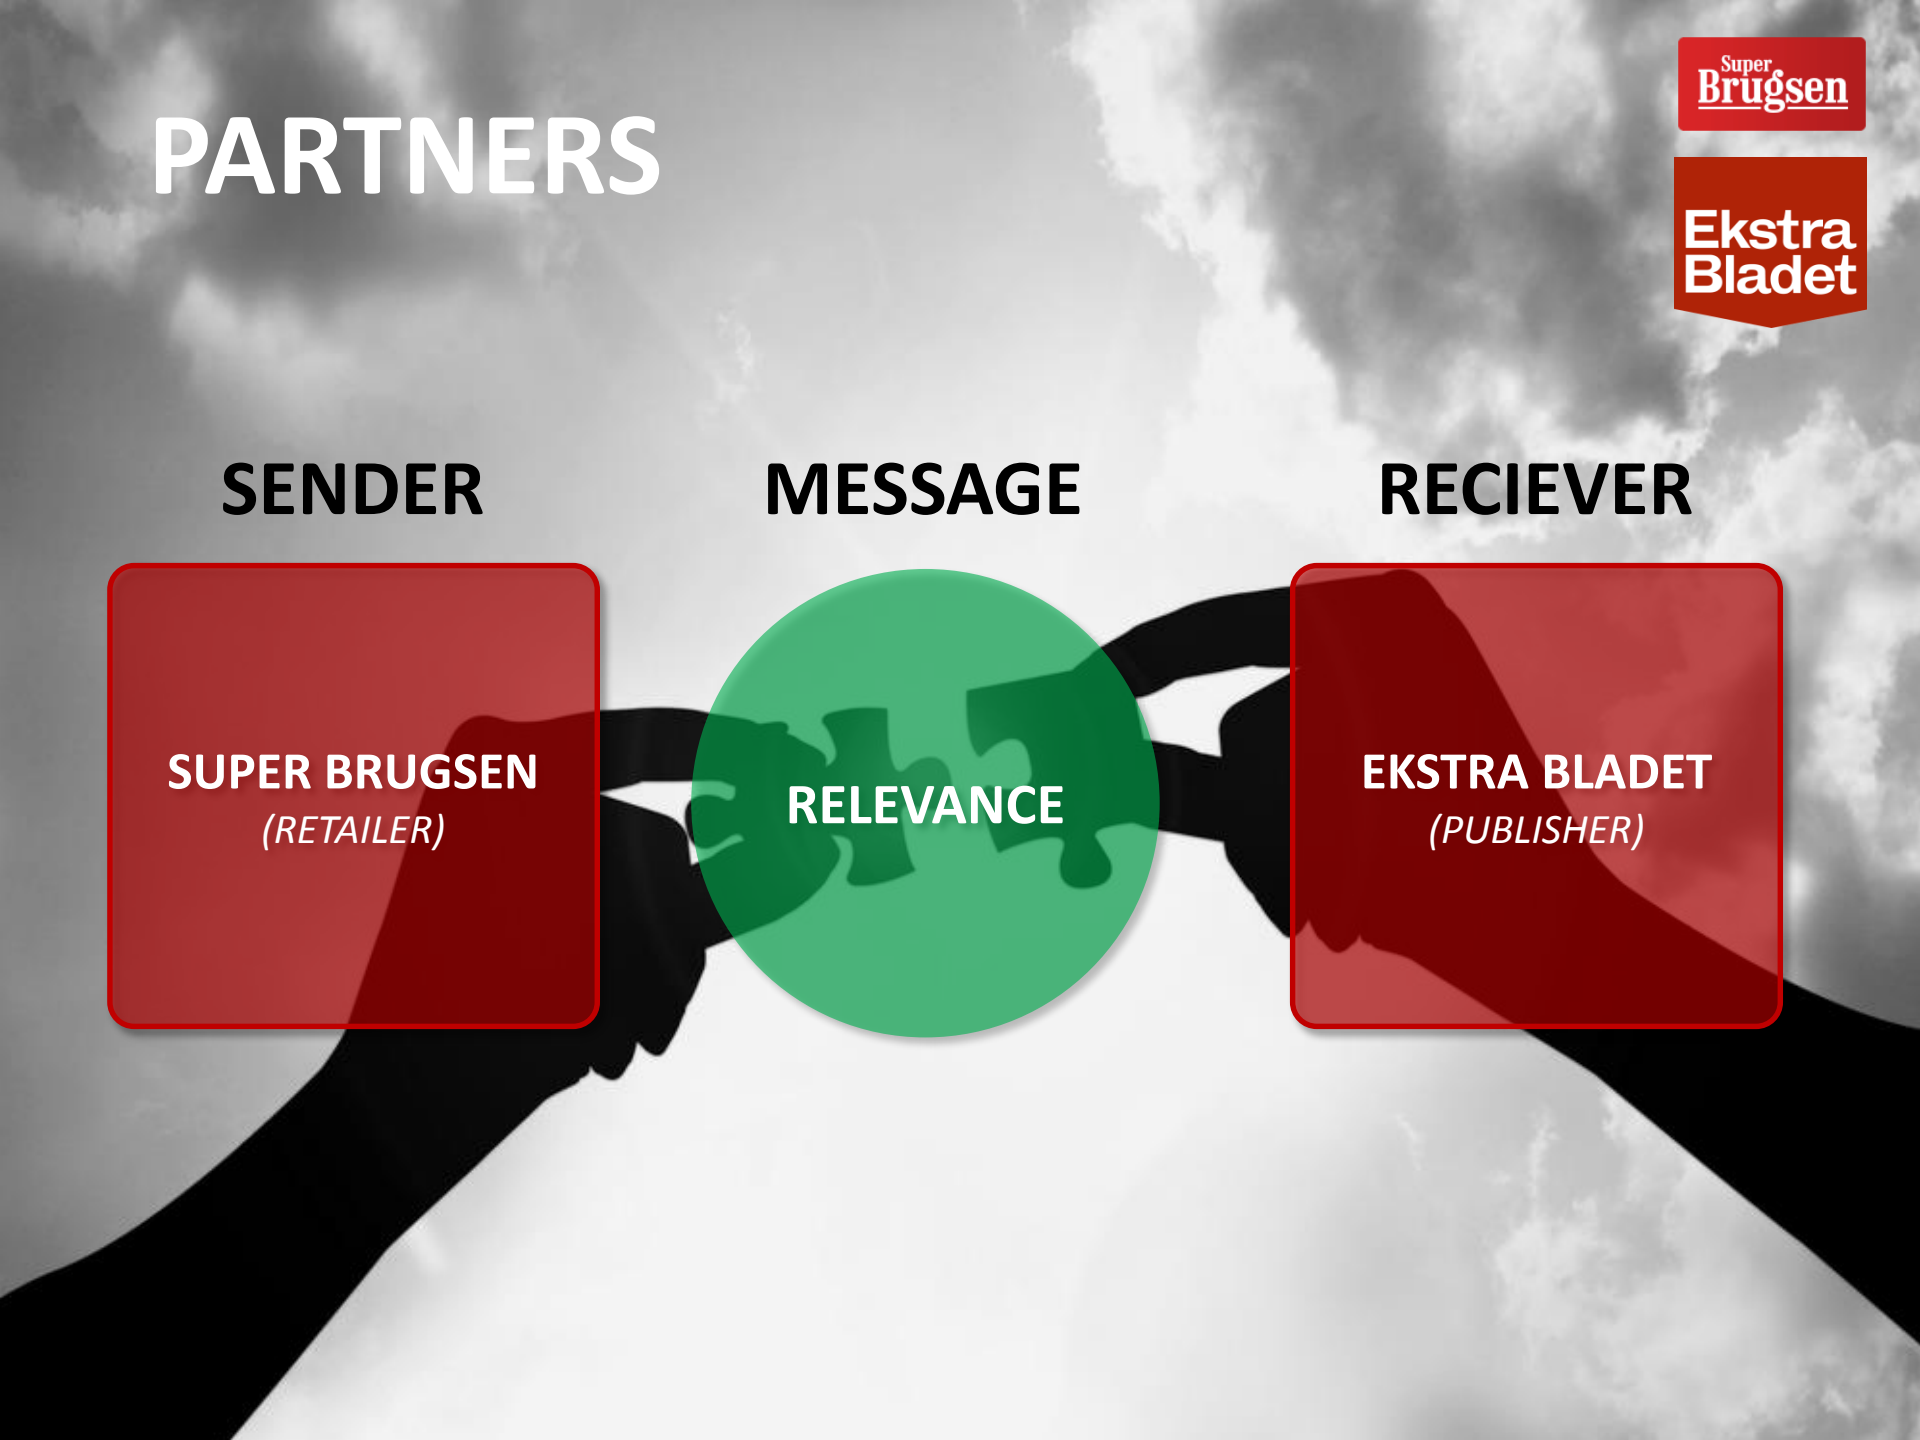 PARTNERS
Super
Brugsen
Ekstra
Bladet
SENDER
MESSAGE
RECIEVER
SUPER BRUGSEN
(RETAILER)
RELEVANCE
EKSTRA BLADET
(PUBLISHER)